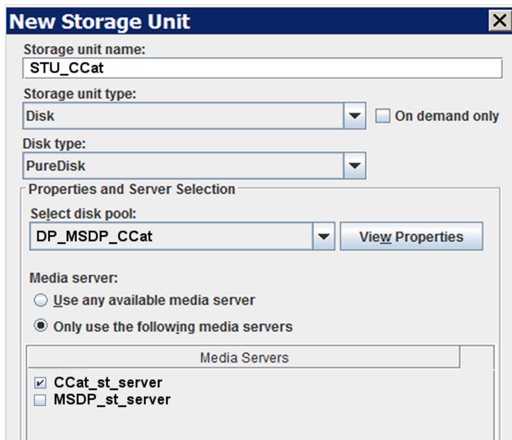 New Storage Unit
Storage unit name:
STU_CCat
Storage unit type:
Disk
On demand only
Disk type:
PureDisk
Properties and Server Selection
Select disk pool:
DP_MSDP_CCat
View Properties
Media server:
Use any available media server
Only use the following media servers
Media Servers
CCat_st_server
MSDP_st_server